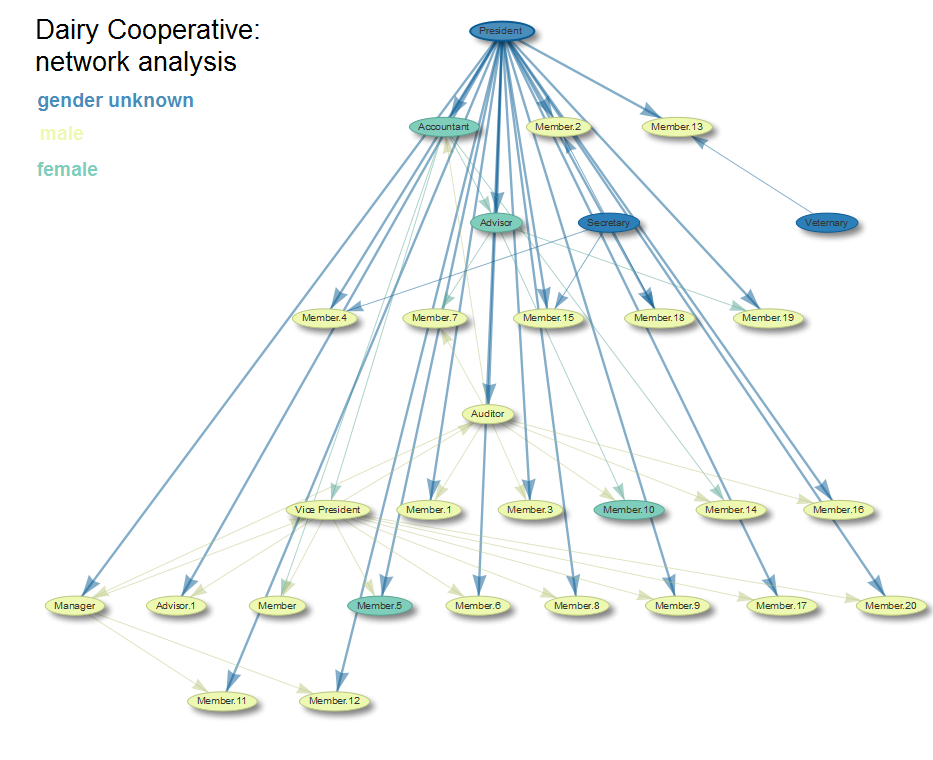 Dairy Cooperative:
network analysis
gender unknown
male
female
President
Accountant
Member.2
Member.13
Advisor
Secretary
Veternary
Member.4
Member.7
Member.15
Member.18
Member.19
Auditor
Vice President
Member.1
Member.3
Member.10
Member.14
Member.16
Manager
Advisor.1
Member
Member.5
Member.6
Member.8
Member.9
Member.17
Member.20
Member.11
Member.12